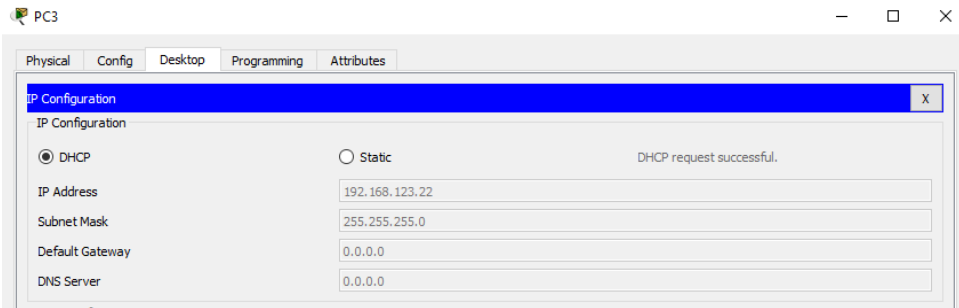 PC3
Physical Config Desktop Programming Attributes
IP Configuration X
IP Configuration
DHCP Static DHCP request successful.
IP Address 192.168.123.22
Subnet Mask 255.255.255.0
Default Gateway 0.0.0.0
DNS Server 0.0.0.0